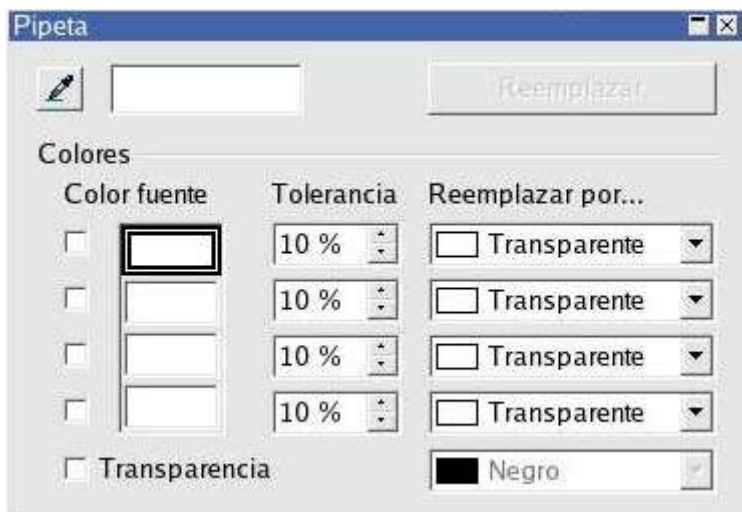 Pipeta
Reemplazar
Colores
Color fuente Tolerancia Reemplazar por...
10 % Transparente
10 % Transparente
10 % Transparente
10 % Transparente
Transparencia Negro